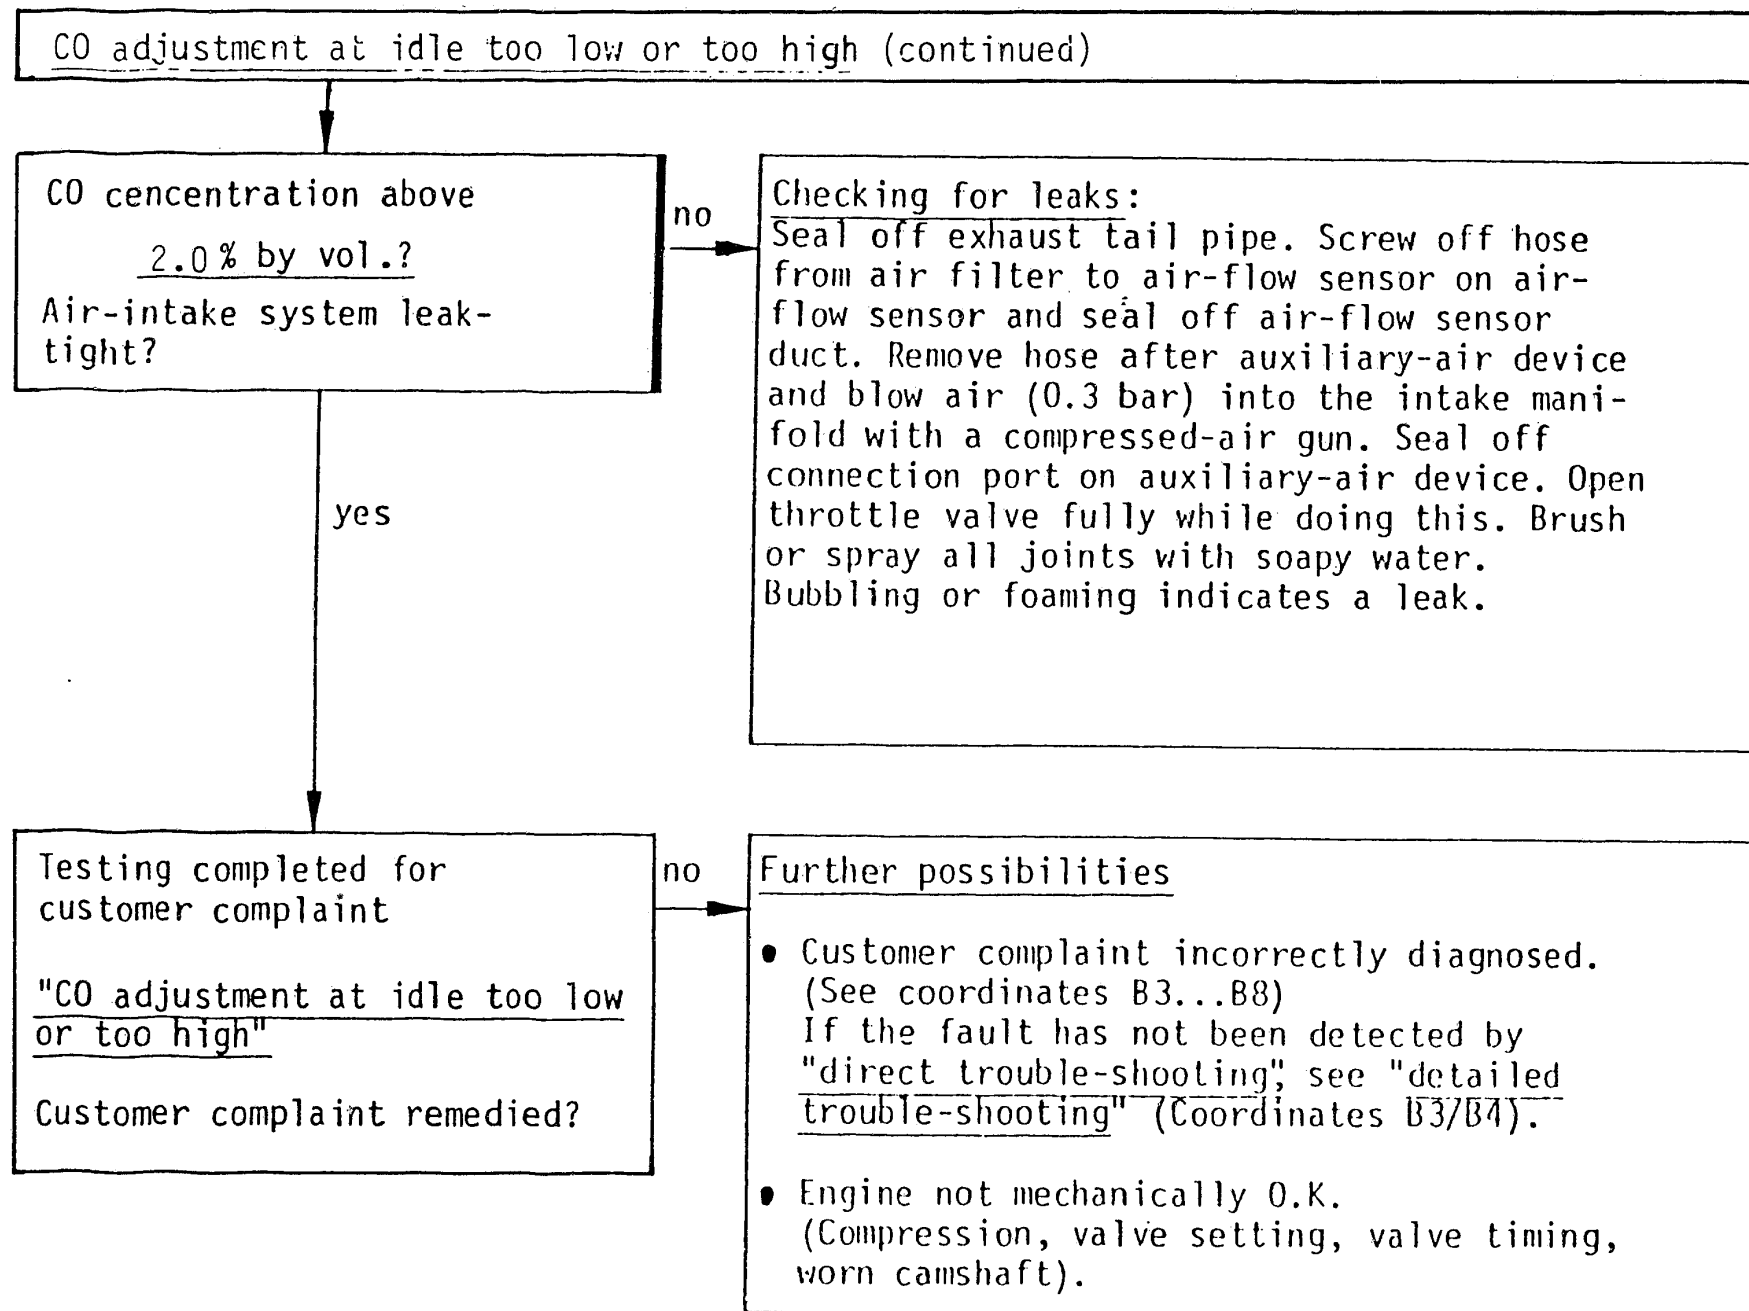 CO adjustment at idle too low or too high (continued)
CO cencentration above
2.0% by vol.?
Air-intake system leak-
tight?
no
Checking for leaks:
Seal off exhaust tail pipe. Screw off hose
from air filter to air-flow sensor on air-
flow sensor and seal off air-flow sensor
duct. Remove hose after auxiliary-air device
and blow air (0.3 bar) into the intake mani-
fold with a compressed-air gun. Seal off
connection port on auxiliary-air device. Open
throttle valve fully while doing this. Brush
or spray all joints with soapy water.
Bubbling or foaming indicates a leak.
yes
Testing completed for
customer complaint
"CO adjustment at idle too low
or too high"
Customer complaint remedied?
no
Further possibilities
• Customer complaint incorrectly diagnosed.
(See coordinates B3...B8)
If the fault has not been detected by
"direct trouble-shooting", see "detailed
trouble-shooting" (Coordinates B3/B4).
• Engine not mechanically O.K.
(Compression, valve setting, valve timing,
worn camshaft).